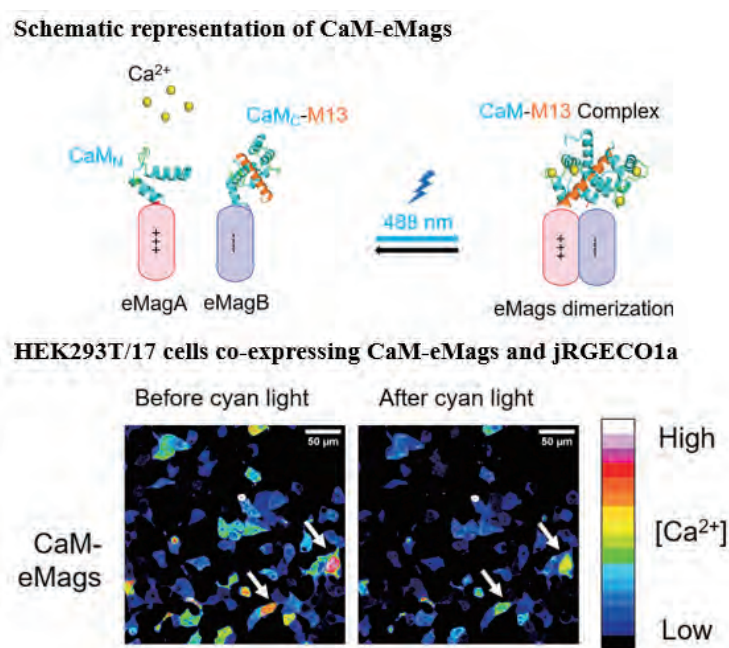 Schematic representation of CaM-eMags
Ca2+
CaMN
CaMC-M13
CaM-M13 Complex
488 nm
+++
---
+++
---
eMagA
eMagB
eMags dimerization
HEK293T/17 cells co-expressing CaM-eMags and jRGECO1a
Before cyan light
After cyan light
50 µm
50 µm
High
CaM-
eMags
[Ca2+]
Low